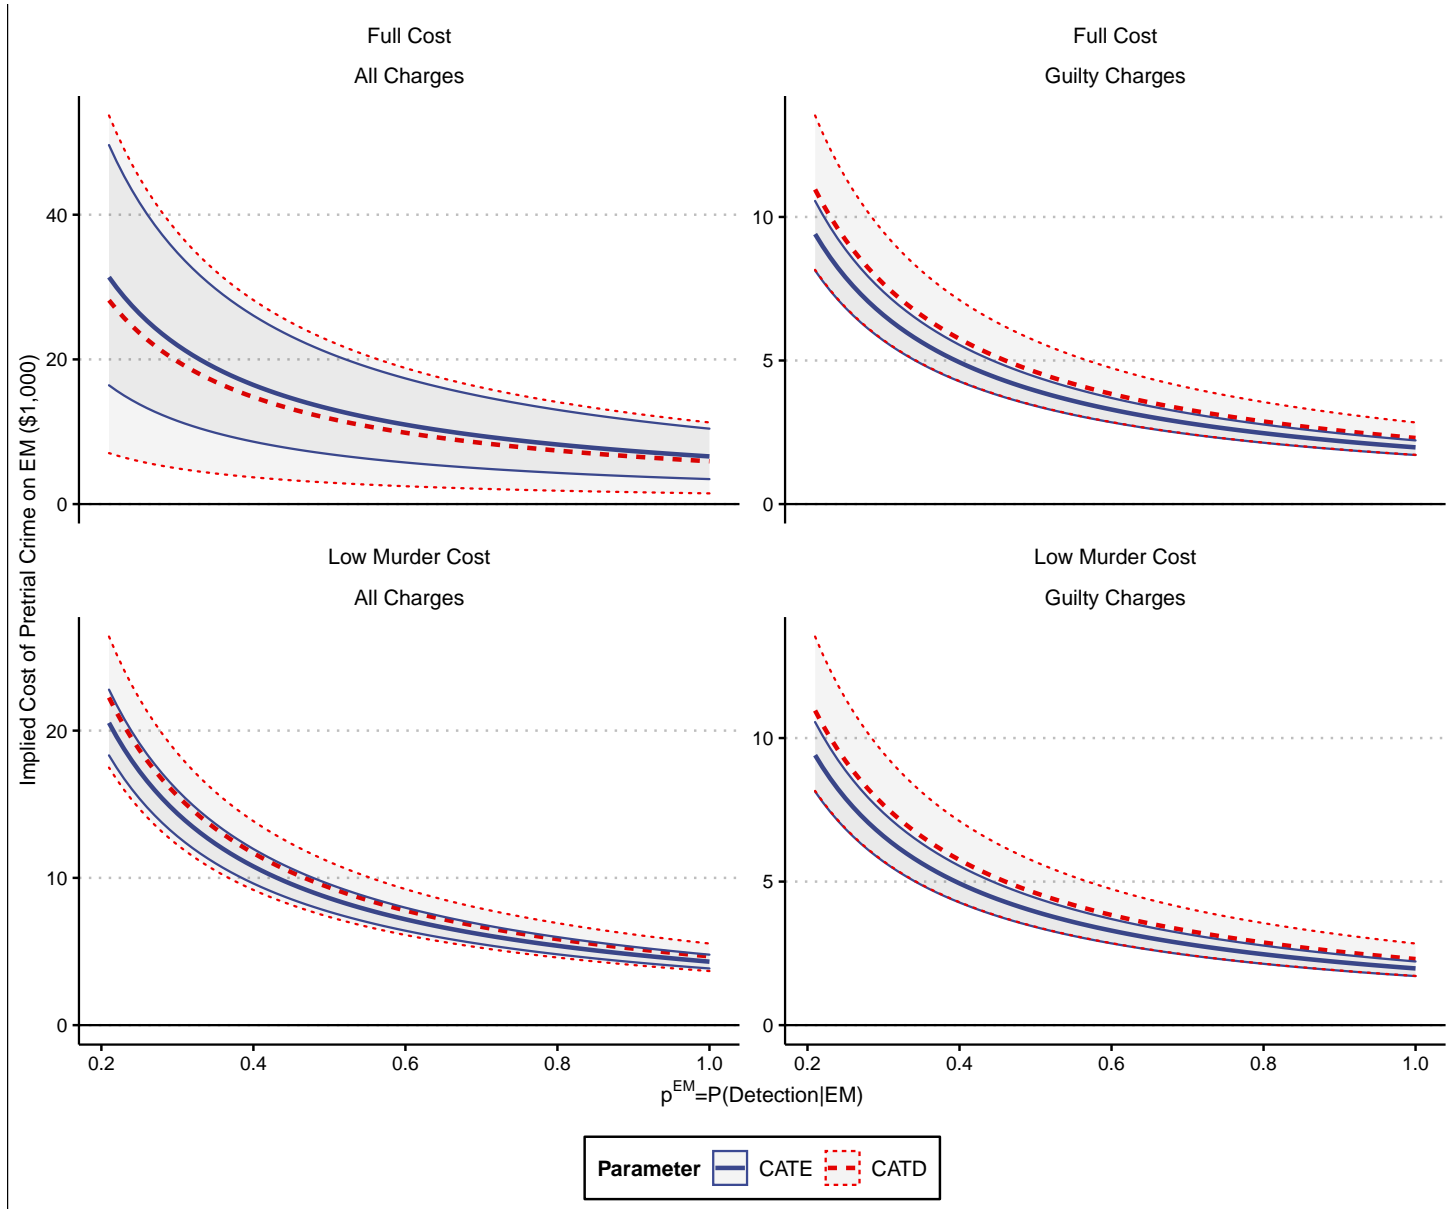 Full Cost
All Charges
Full Cost
Guilty Charges
40
20
0
10
5
0
Implied Cost of Pretrial Crime on EM ($1,000)
Low Murder Cost
All Charges
Low Murder Cost
Guilty Charges
20
10
0
10
5
0
0.2 0.4 0.6 0.8 1.0
0.2 0.4 0.6 0.8 1.0
p^EM=P(Detection|EM)
Parameter CATE CATD